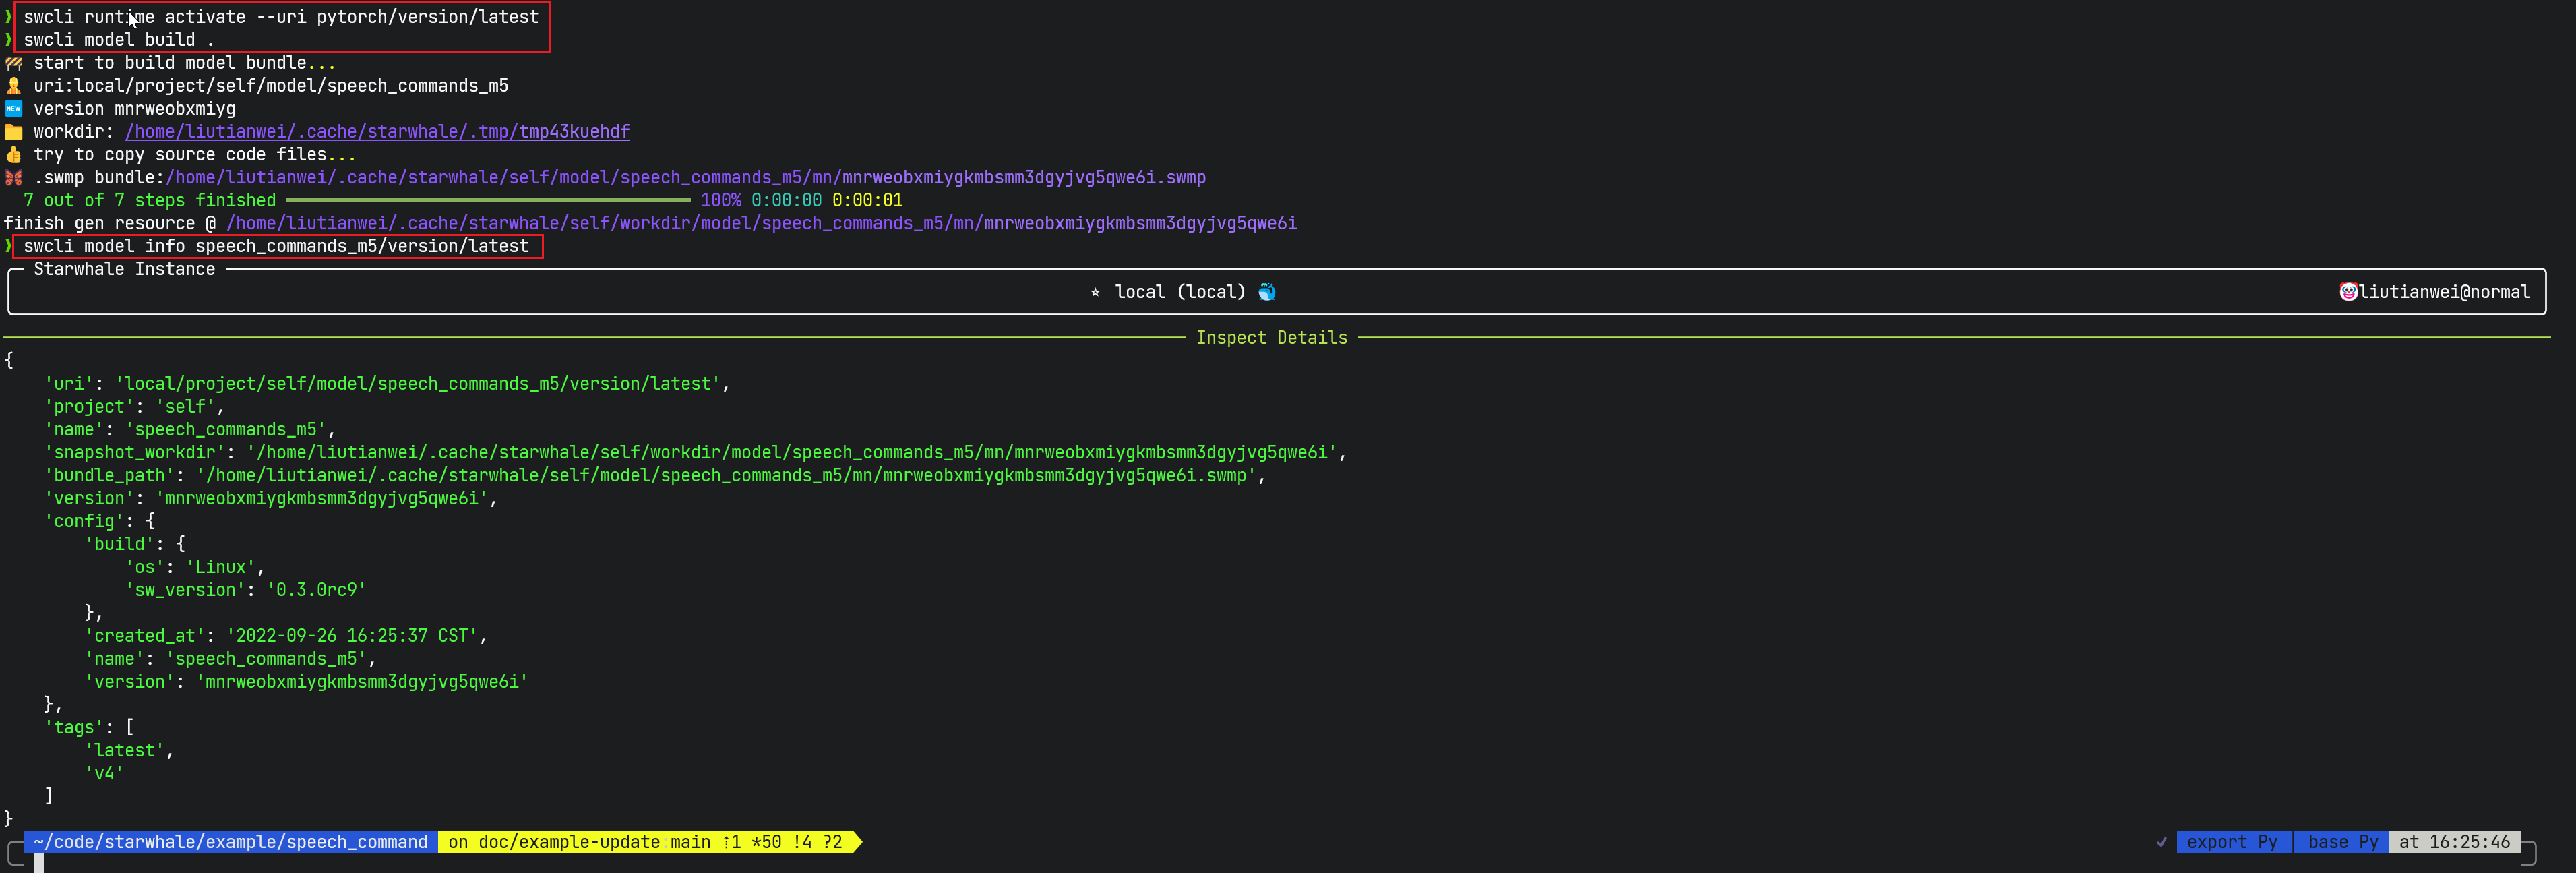 ❯ swcli runtime activate --uri pytorch/version/latest
❯ swcli model build .
🚧 start to build model bundle...
👷 uri:local/project/self/model/speech_commands_m5
🆕 version mnrweobxmiyg
📁 workdir: /home/liutianwei/.cache/starwhale/.tmp/tmp43kuehdf
👍 try to copy source code files...
🦋 .swmp bundle:/home/liutianwei/.cache/starwhale/self/model/speech_commands_m5/mn/mnrweobxmiygkmbsmm3dgyjvg5qwe6i.swmp
7 out of 7 steps finished 100% 0:00:00 0:00:01
finish gen resource @ /home/liutianwei/.cache/starwhale/self/workdir/model/speech_commands_m5/mn/mnrweobxmiygkmbsmm3dgyjvg5qwe6i
❯ swcli model info speech_commands_m5/version/latest
Starwhale Instance
⭐ local (local) 🐳 🤡liutianwei@normal
Inspect Details
{
    'uri': 'local/project/self/model/speech_commands_m5/version/latest',
    'project': 'self',
    'name': 'speech_commands_m5',
    'snapshot_workdir': '/home/liutianwei/.cache/starwhale/self/workdir/model/speech_commands_m5/mn/mnrweobxmiygkmbsmm3dgyjvg5qwe6i',
    'bundle_path': '/home/liutianwei/.cache/starwhale/self/model/speech_commands_m5/mn/mnrweobxmiygkmbsmm3dgyjvg5qwe6i.swmp',
    'version': 'mnrweobxmiygkmbsmm3dgyjvg5qwe6i',
    'config': {
        'build': {
            'os': 'Linux',
            'sw_version': '0.3.0rc9'
        },
        'created_at': '2022-09-26 16:25:37 CST',
        'name': 'speech_commands_m5',
        'version': 'mnrweobxmiygkmbsmm3dgyjvg5qwe6i'
    },
    'tags': [
        'latest',
        'v4'
    ]
}
~/code/starwhale/example/speech_command on doc/example-update:main ⇡1 *50 !4 ?2 ✔ export Py base Py at 16:25:46